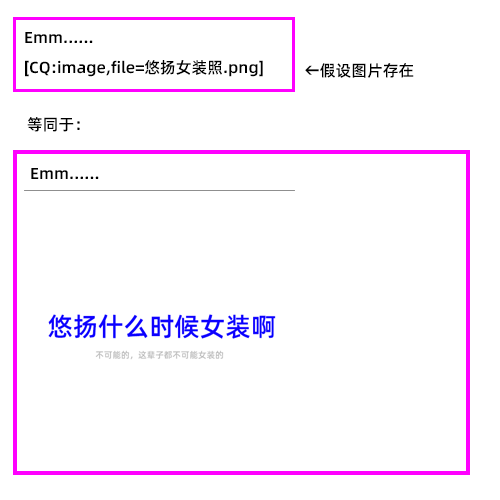 Emm......
[CQ:image,file=悠扬女装照.png]
←假设图片存在
等同于：
Emm......
悠扬什么时候女装啊
不可能的，这辈子都不可能女装的